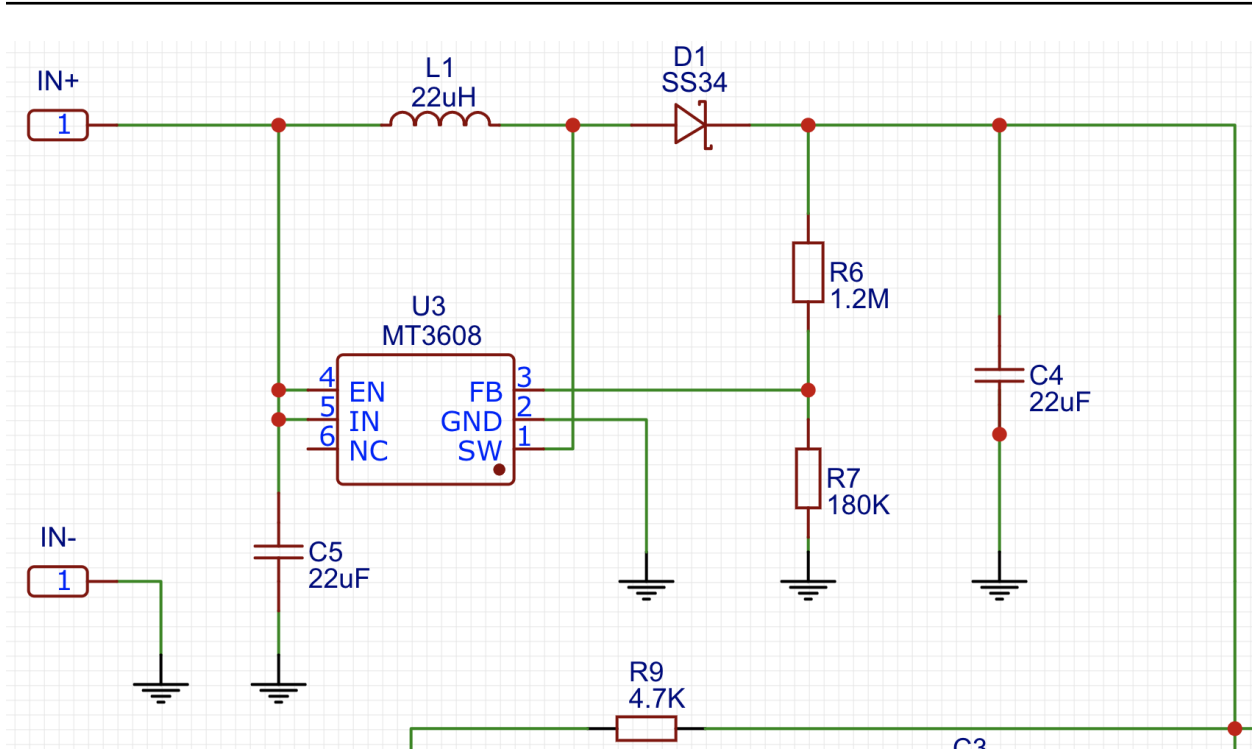 D1
SS34
L1
22uH
IN+
1
R6
1.2M
U3
MT3608
4
EN
5
IN
6
NC
3
FB
2
GND
1
SW
C4
22uF
R7
180K
IN-
1
C5
22uF
R9
4.7K
C3